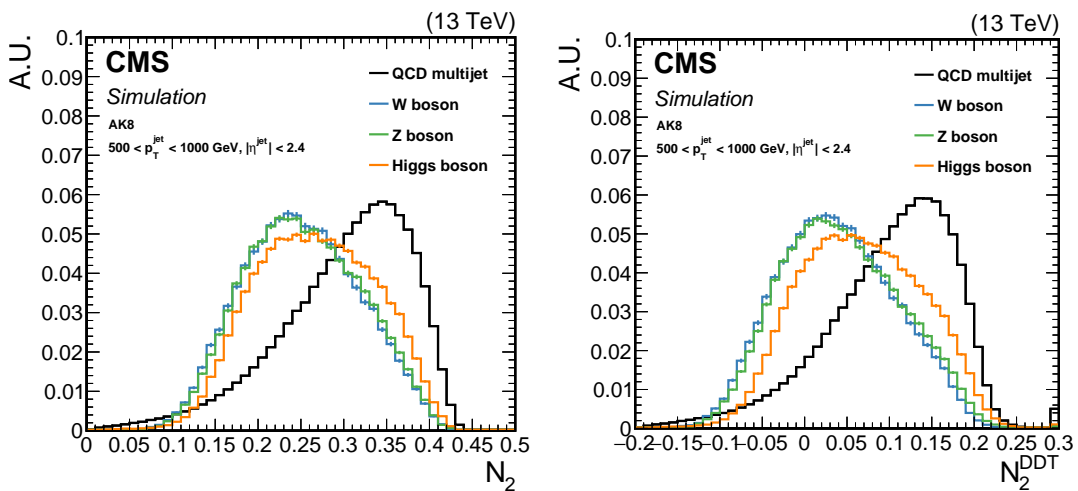 (13 TeV)
A.U.
0.1
0.09
0.08
0.07
0.06
0.05
0.04
0.03
0.02
0.01
0
CMS
Simulation
AK8
500 < p_T^jet < 1000 GeV, |η^jet| < 2.4
QCD multijet
W boson
Z boson
Higgs boson
0 0.05 0.1 0.15 0.2 0.25 0.3 0.35 0.4 0.45 0.5
N₂
(13 TeV)
A.U.
0.1
0.09
0.08
0.07
0.06
0.05
0.04
0.03
0.02
0.01
0
CMS
Simulation
AK8
500 < p_T^jet < 1000 GeV, |η^jet| < 2.4
QCD multijet
W boson
Z boson
Higgs boson
−0.2 −0.15 −0.1 −0.05 0 0.05 0.1 0.15 0.2 0.25 0.3
N₂^DDT